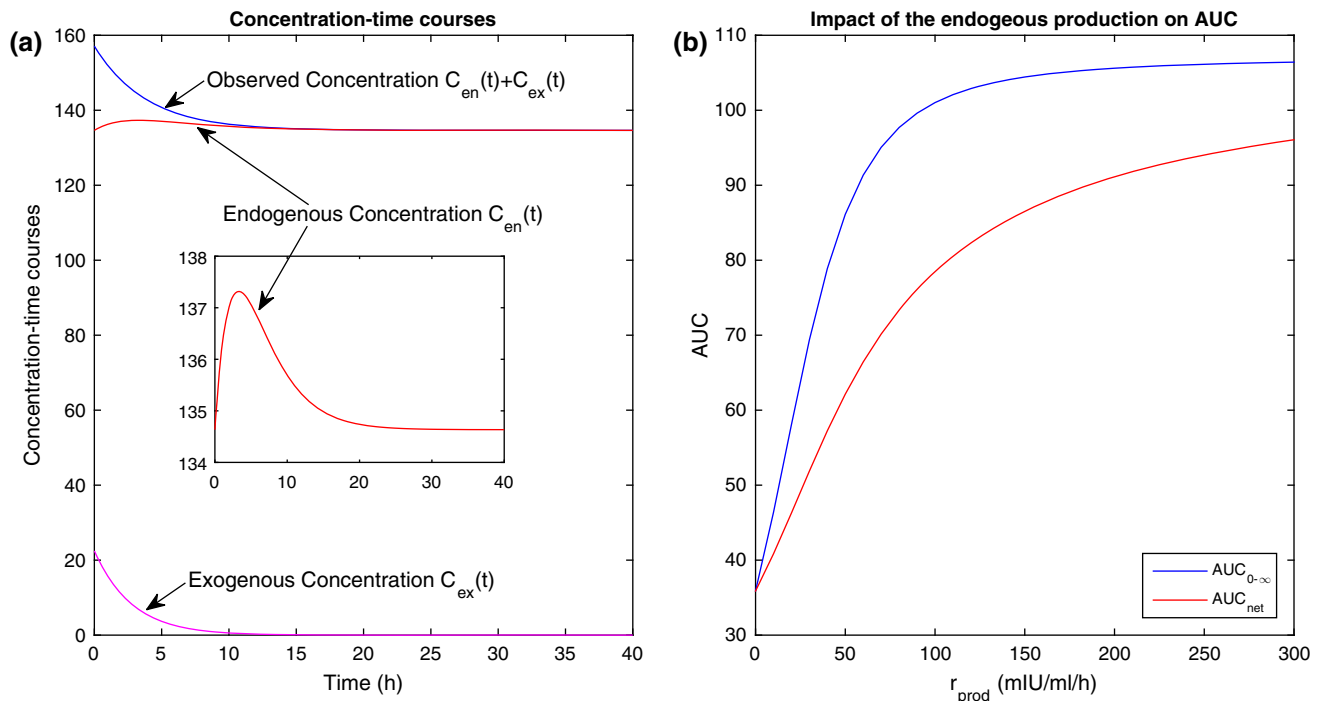 Concentration-time courses
(a)
160
140
120
100
80
60
40
20
0
Concentration-time courses
Observed Concentration C_en(t)+C_ex(t)
Endogenous Concentration C_en(t)
138
137
136
135
134
0 10 20 30 40
Exogenous Concentration C_ex(t)
0 5 10 15 20 25 30 35 40
Time (h)
Impact of the endogeous production on AUC
(b)
110
100
90
80
70
60
50
40
30
AUC
AUC_0-∞
AUC_net
0 50 100 150 200 250 300
r_prod (mIU/ml/h)